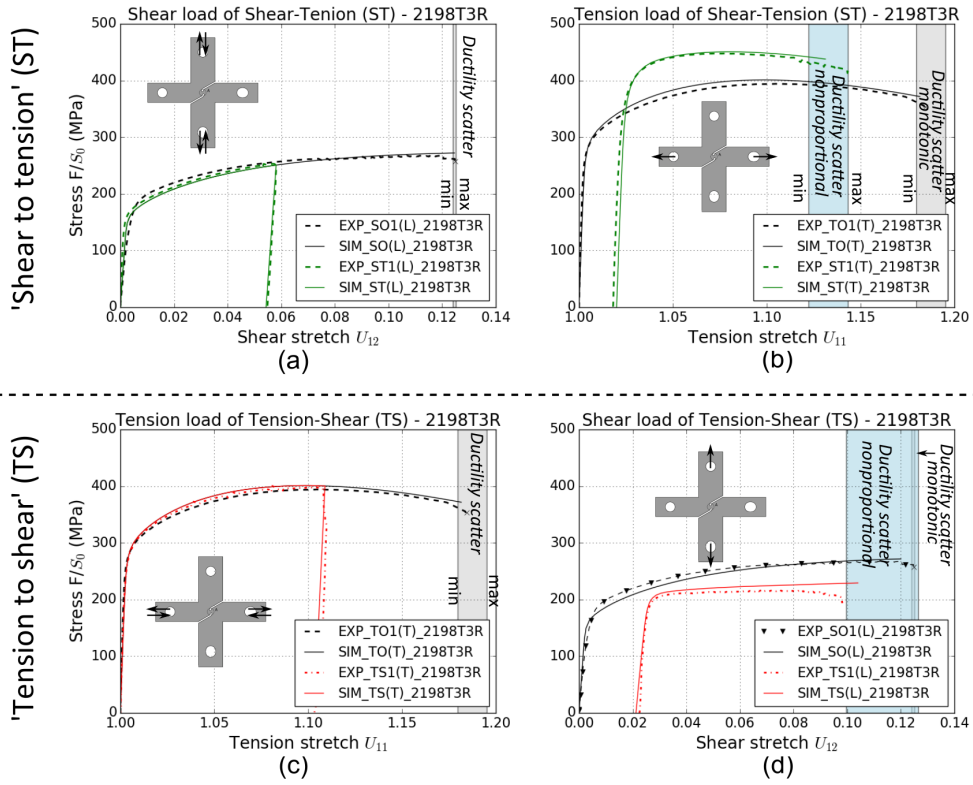 'Shear to tension' (ST)
Shear load of Shear-Tenion (ST) - 2198T3R
Stress F/S₀ (MPa)
500
400
300
200
100
0
Ductility scatter
min
max
EXP_SO1(L)_2198T3R
SIM_SO(L)_2198T3R
EXP_ST1(L)_2198T3R
SIM_ST(L)_2198T3R
0.00 0.02 0.04 0.06 0.08 0.10 0.12 0.14
Shear stretch U₁₂
(a)
Tension load of Shear-Tension (ST) - 2198T3R
500
400
300
200
100
0
Ductility scatter
nonproportional
min
max
Ductility scatter
monotonic
min
max
EXP_TO1(T)_2198T3R
SIM_TO(T)_2198T3R
EXP_ST1(T)_2198T3R
SIM_ST(T)_2198T3R
1.00 1.05 1.10 1.15 1.20
Tension stretch U₁₁
(b)
'Tension to shear' (TS)
Tension load of Tension-Shear (TS) - 2198T3R
Stress F/S₀ (MPa)
500
400
300
200
100
0
Ductility scatter
min
max
EXP_TO1(T)_2198T3R
SIM_TO(T)_2198T3R
EXP_TS1(T)_2198T3R
SIM_TS(T)_2198T3R
1.00 1.05 1.10 1.15 1.20
Tension stretch U₁₁
(c)
Shear load of Tension-Shear (TS) - 2198T3R
500
400
300
200
100
0
Ductility scatter
nonproportional
Ductility scatter
monotonic
EXP_SO1(L)_2198T3R
SIM_SO(L)_2198T3R
EXP_TS1(L)_2198T3R
SIM_TS(L)_2198T3R
0.00 0.02 0.04 0.06 0.08 0.10 0.12 0.14
Shear stretch U₁₂
(d)